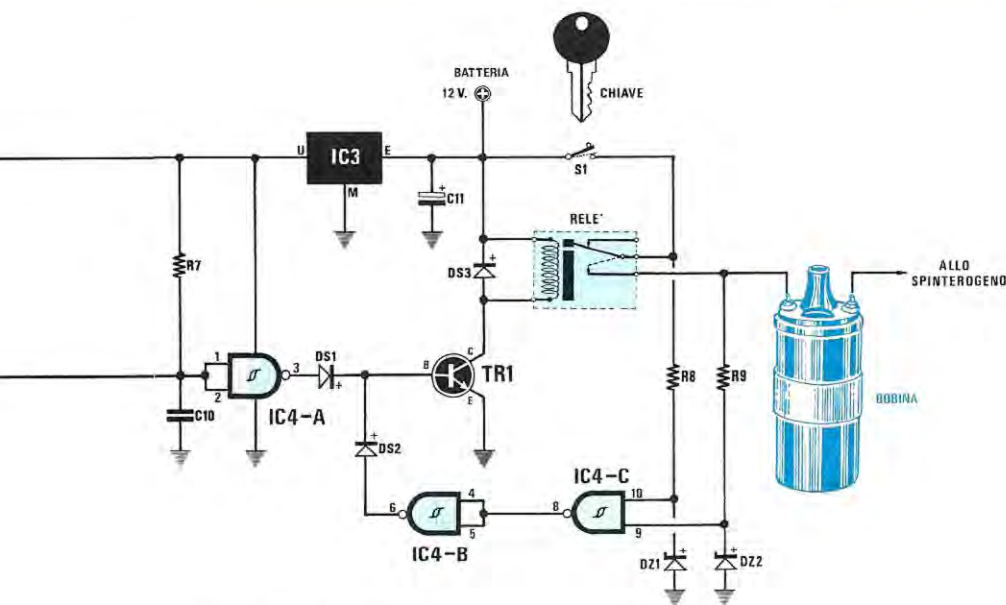 CHIAVE
BATTERIA
12 V.
U
IC3
E
M
C11
S1
RELE'
R7
DS3
ALLO
SPINTEROGENO
1
2
3
DS1
B
C
E
TR1
R8
R9
BOBINA
C10
IC4-A
DS2
IC4-C
6
4
5
8
10
9
IC4-B
DZ1
DZ2
+
+
+
+
+
+